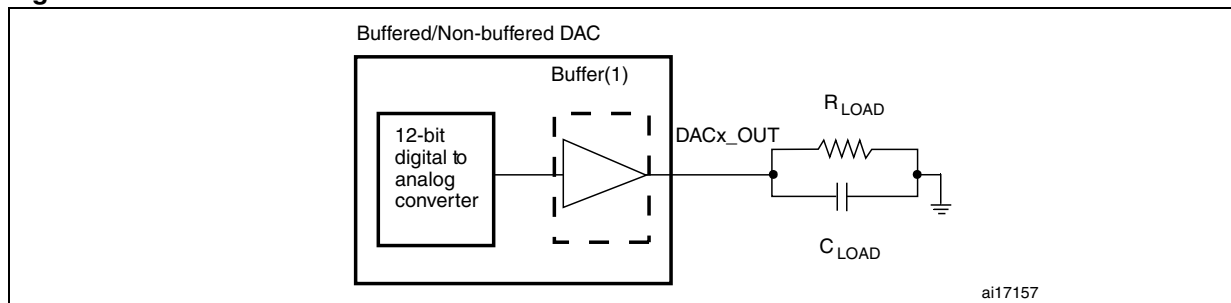 Buffered/Non-buffered DAC
Buffer(1)
12-bit
digital to
analog
converter
DACx_OUT
R LOAD
C LOAD
ai17157